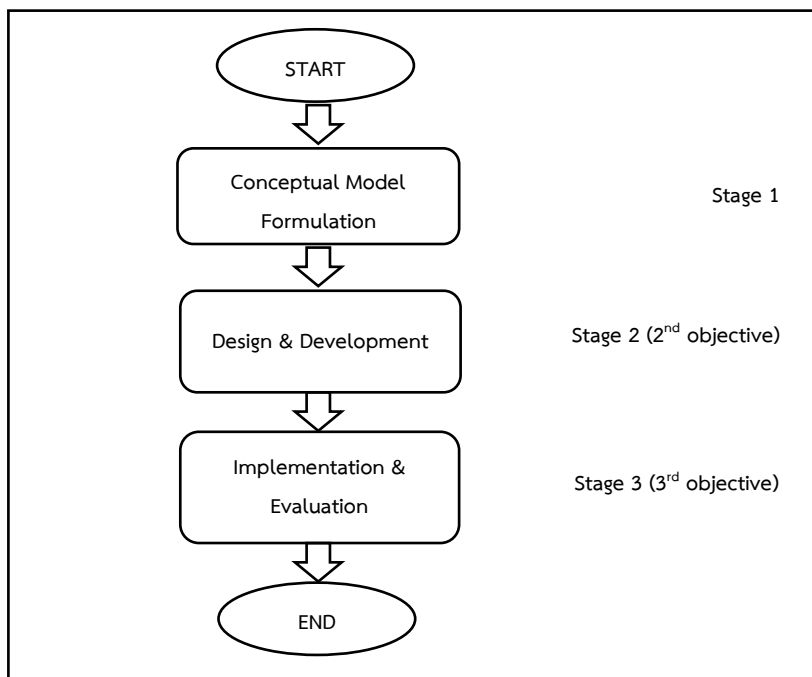 START
Conceptual Model
Formulation
Stage 1
Design & Development
Stage 2 (2nd objective)
Implementation &
Evaluation
Stage 3 (3rd objective)
END